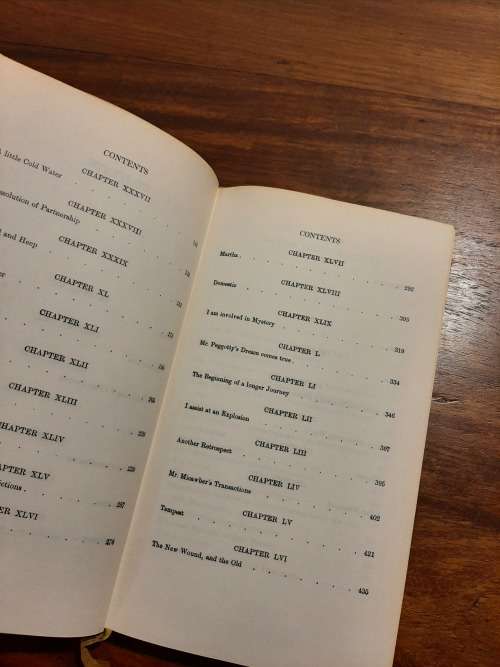 CONTENTS
CHAPTER XXXVII
little Cold Water
CHAPTER XXXVIII
ssolution of Partnership
CHAPTER XXXIX
and Heep
CHAPTER XL
CHAPTER XLI
CHAPTER XLII
CHAPTER XLIII
CHAPTER XLIV
CHAPTER XLV
ctions .
CHAPTER XLVI
CONTENTS
CHAPTER XLVII
Martha . 292
CHAPTER XLVIII
Domestic 305
CHAPTER XLIX
I am involved in Mystery 319
CHAPTER L
Mr. Peggotty's Dream comes true . 334
CHAPTER LI
The Beginning of a longer Journey 346
CHAPTER LII
I assist at an Explosion 367
CHAPTER LIII
Another Retrospect 395
CHAPTER LIV
Mr. Micawber's Transactions 402
CHAPTER LV
Tempest 421
CHAPTER LVI
The New Wound, and the Old 435